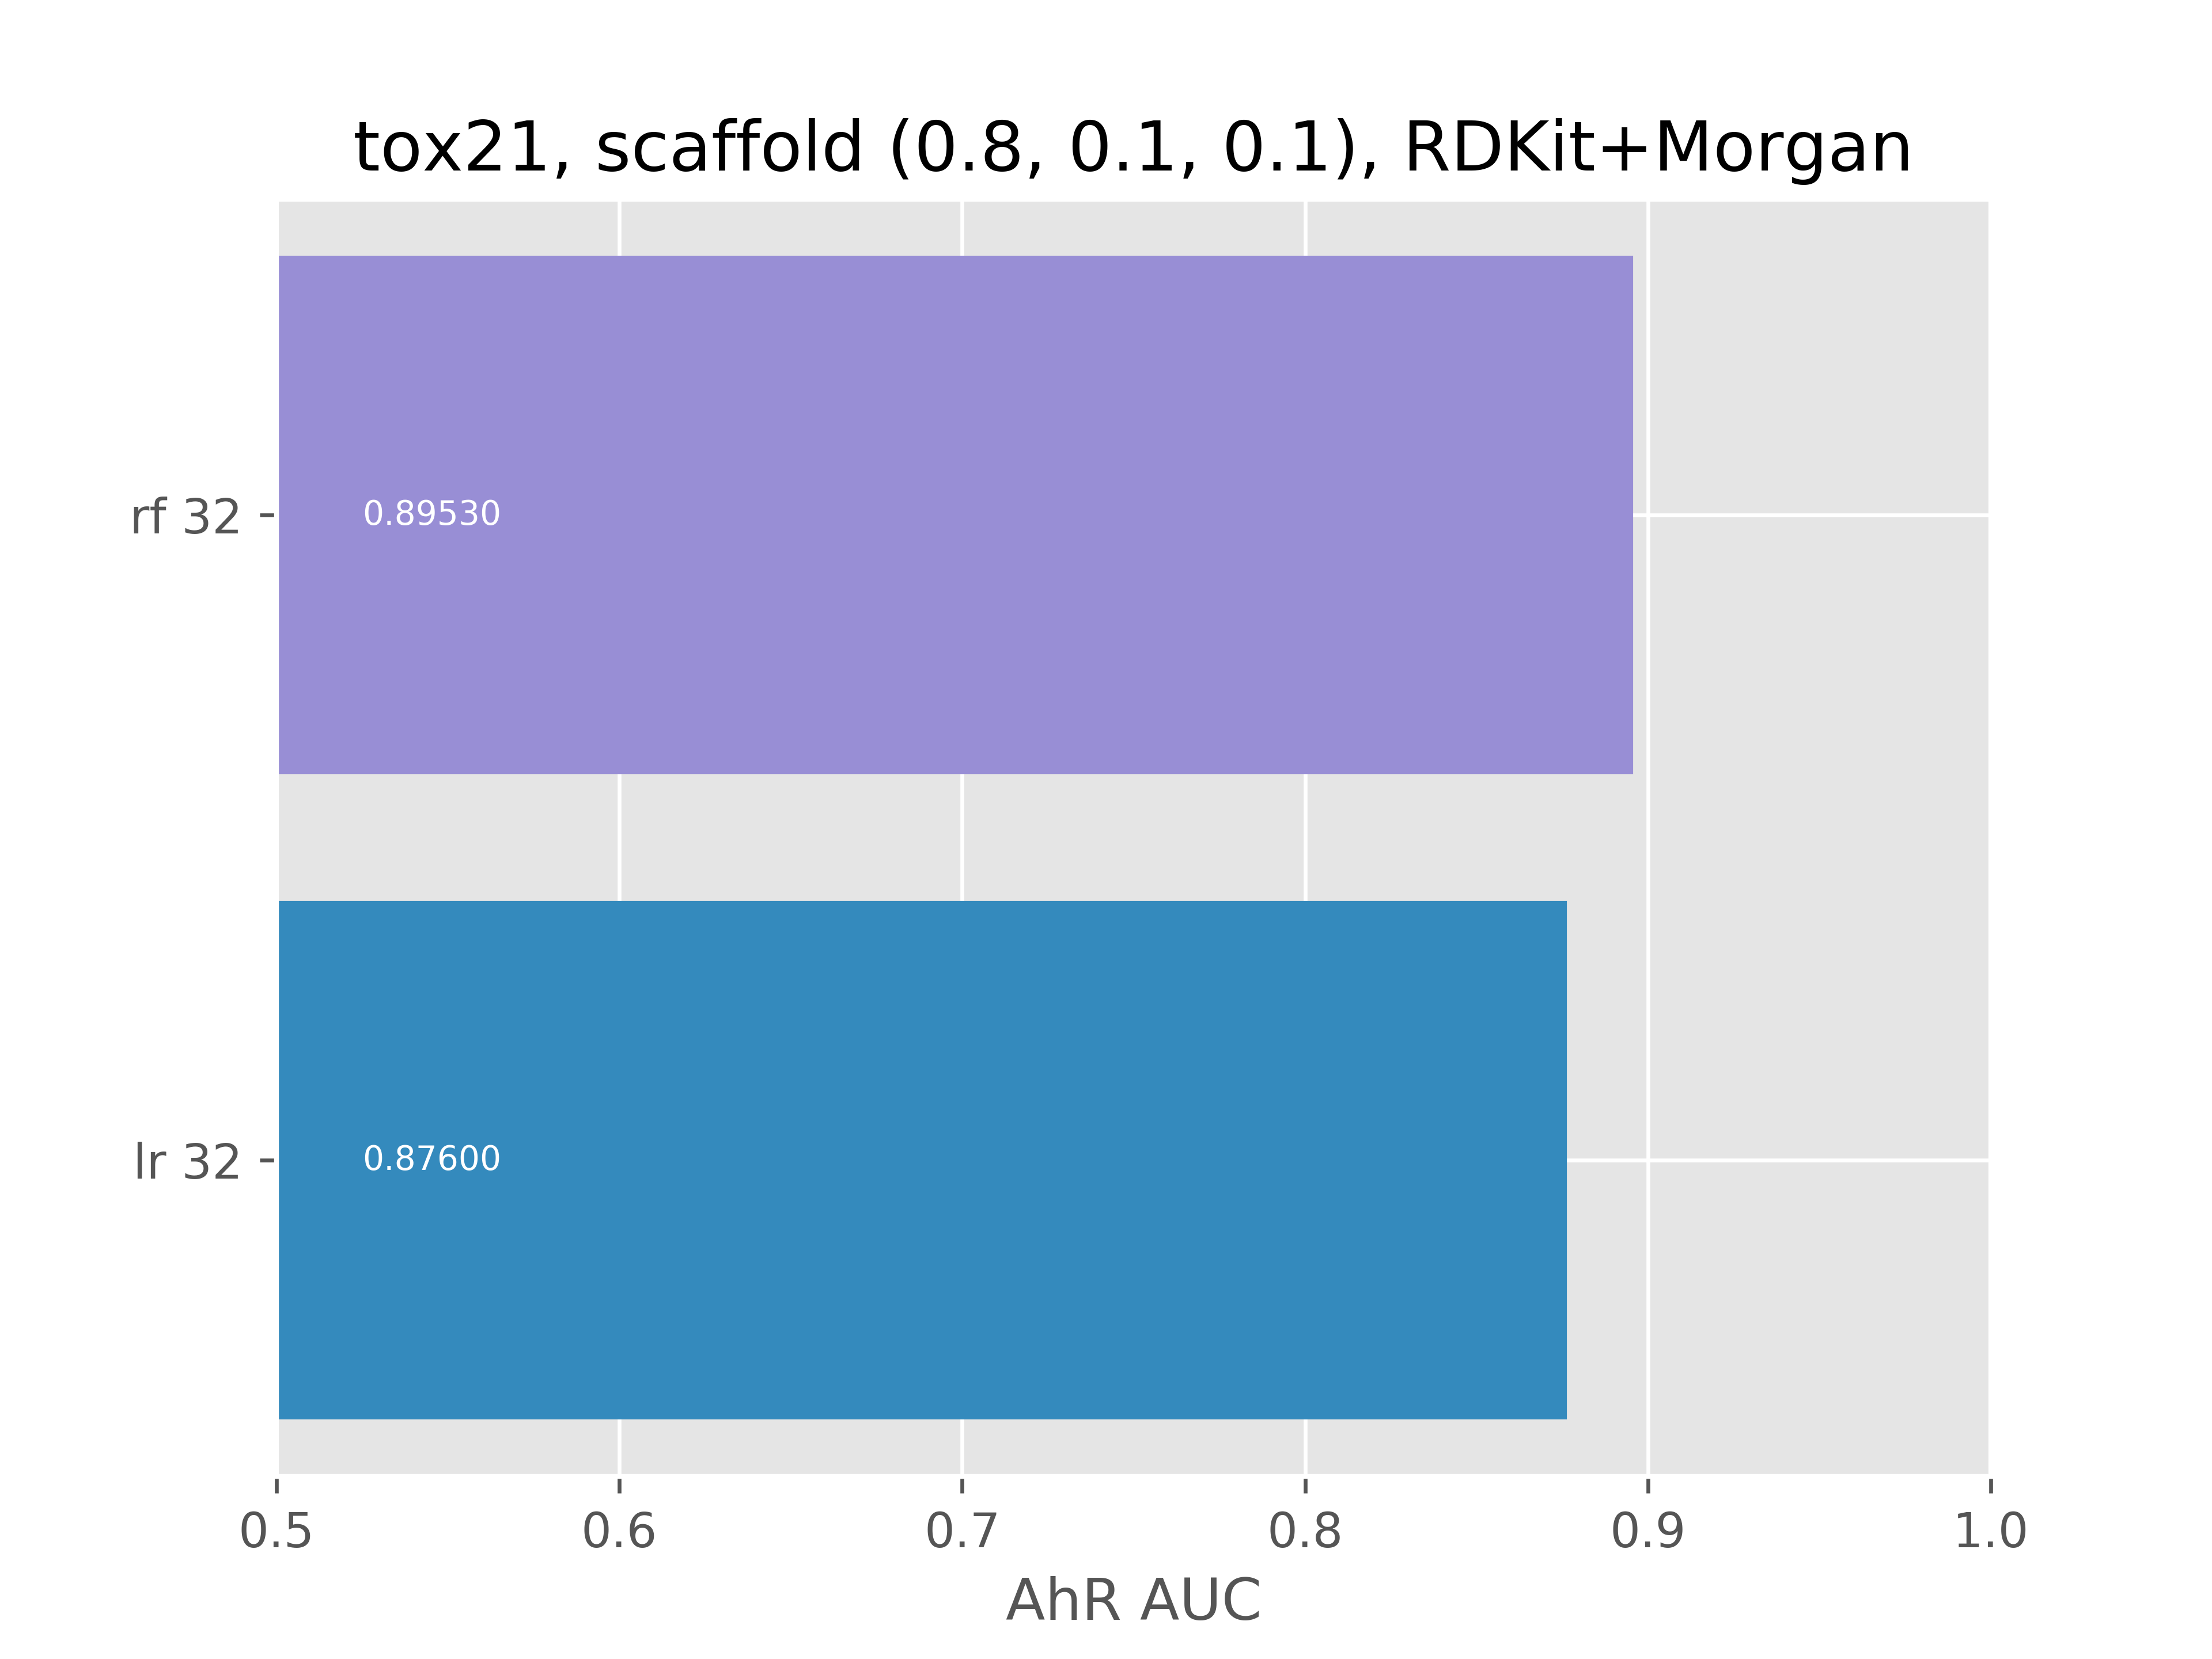 tox21, scaffold (0.8, 0.1, 0.1), RDKit+Morgan
rf 32
0.89530
lr 32
0.87600
0.5 0.6 0.7 0.8 0.9 1.0
AhR AUC